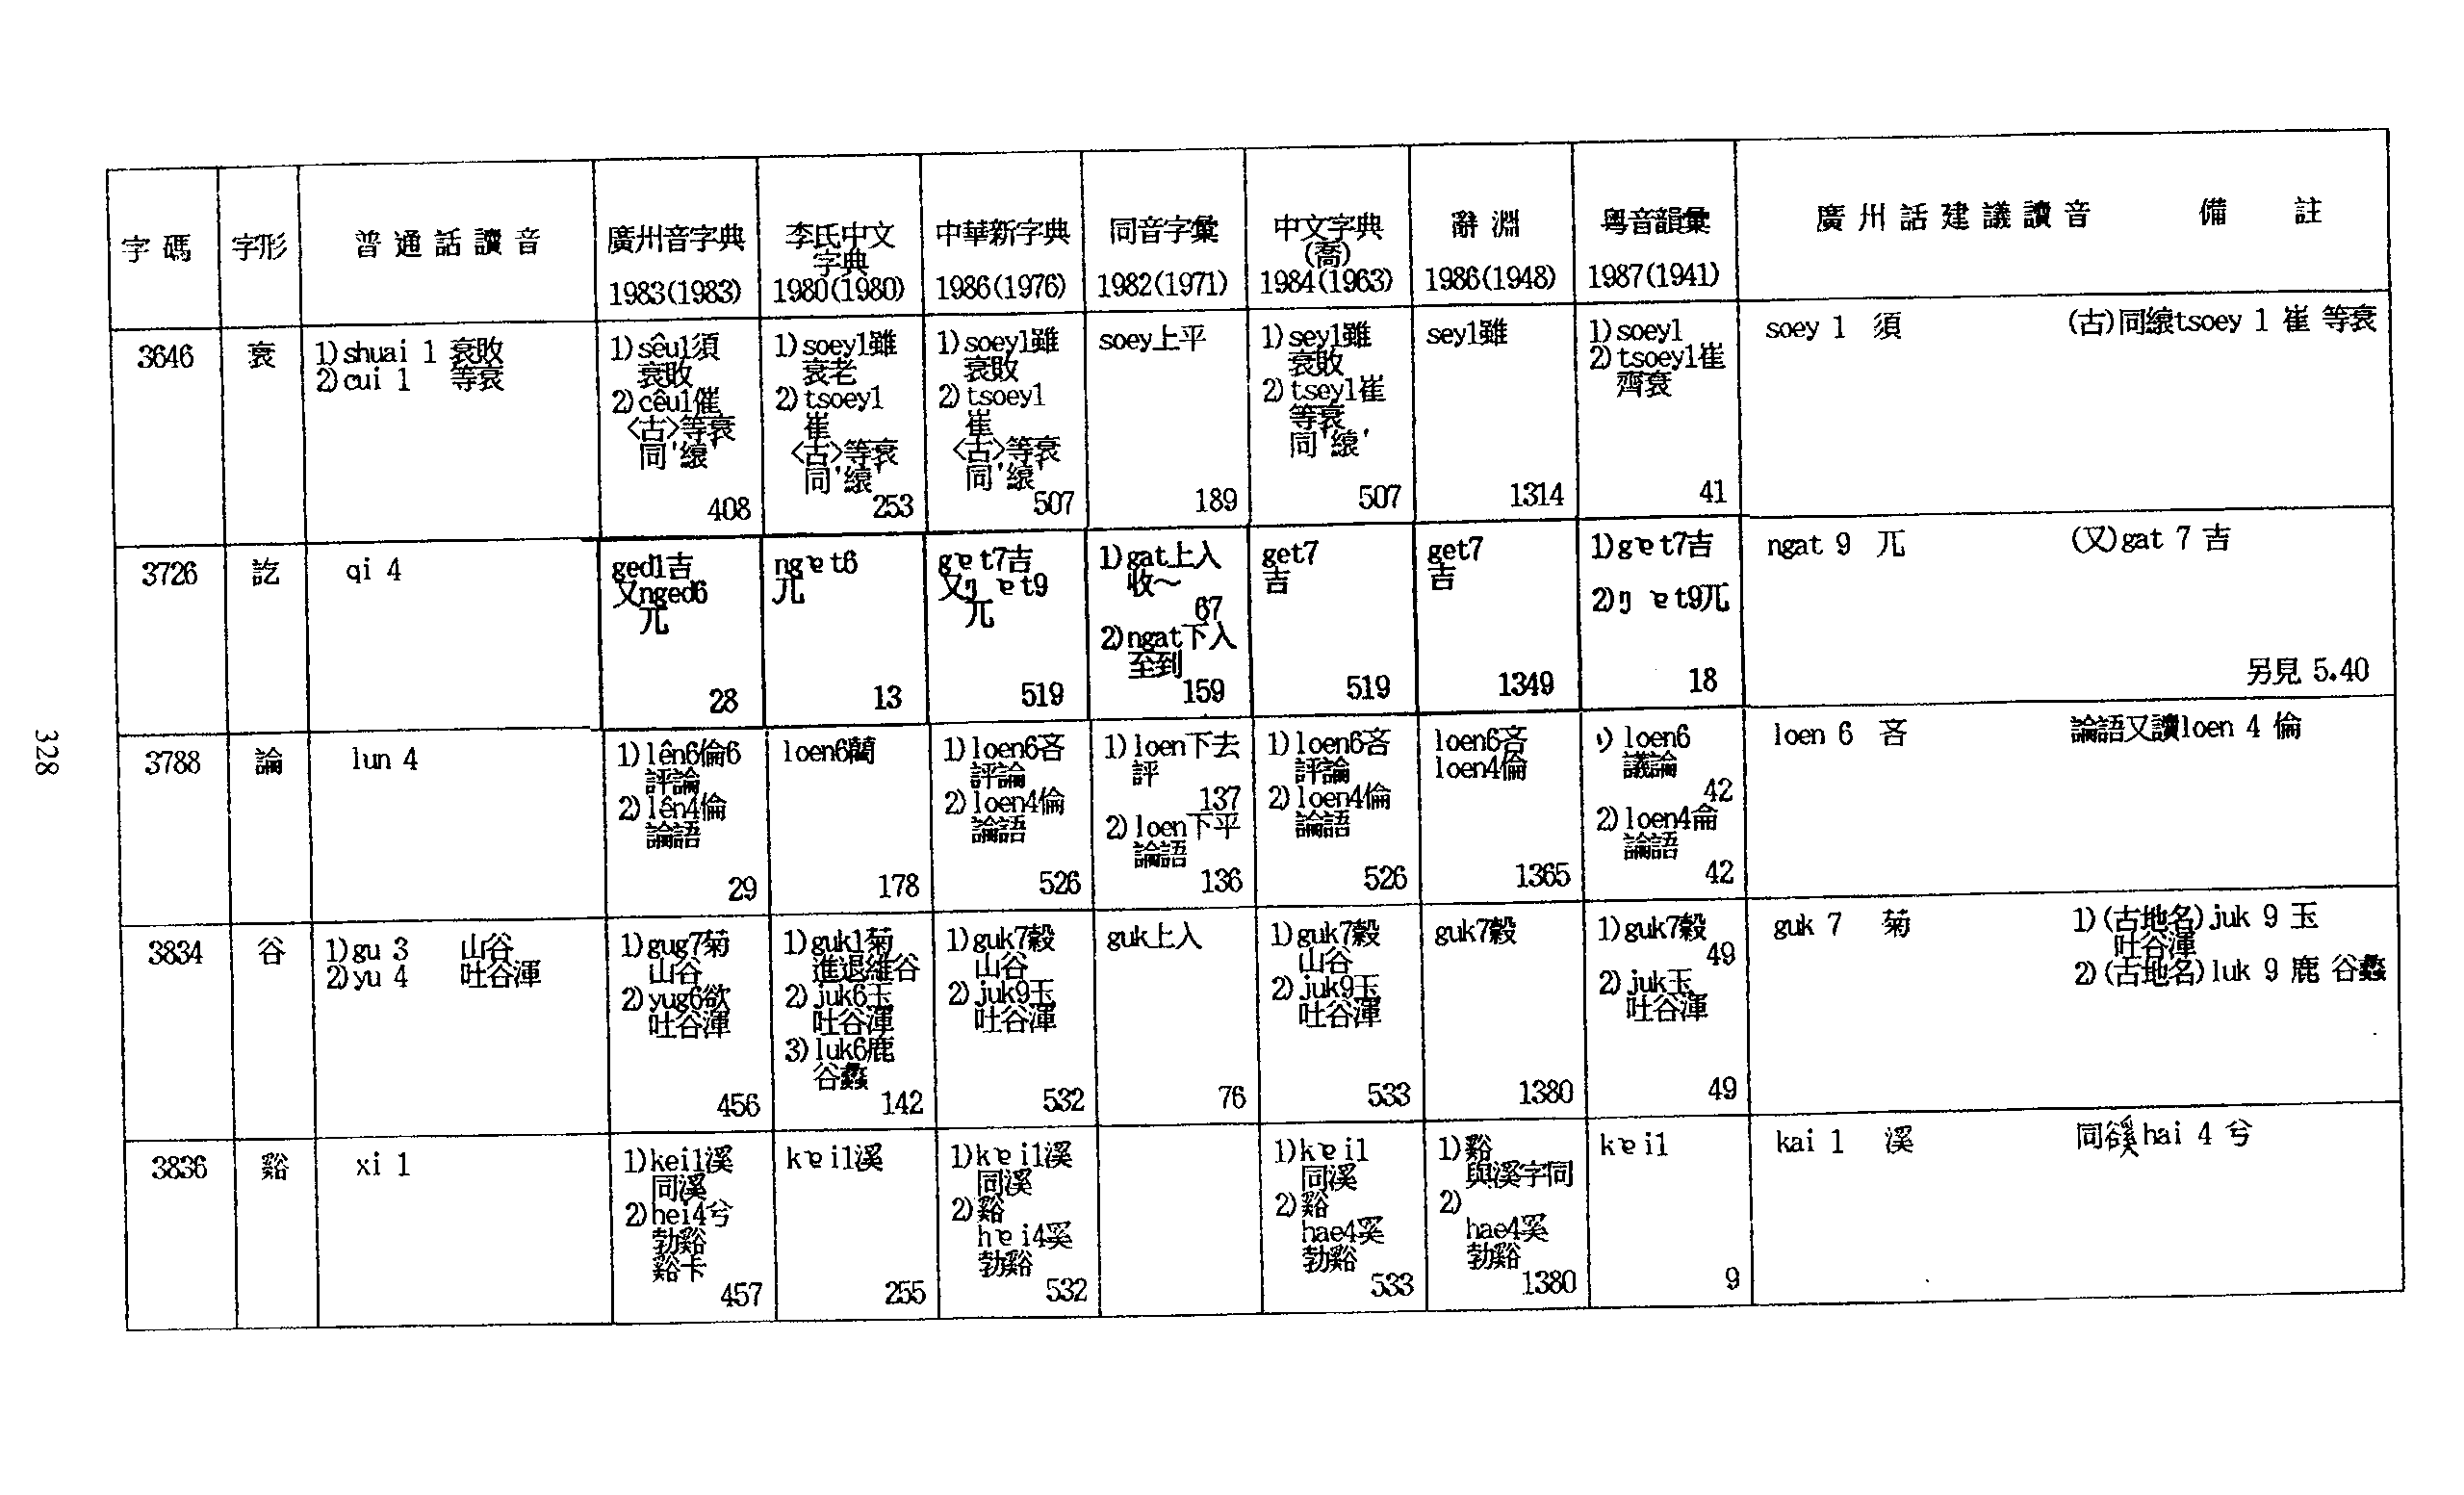 328
字碼 字形 普通話讀音 廣州音字典 李氏中文 中華新字典 同音字彙 中文字典 辭淵 粵音韻彙 廣州話建議讀音 備註
字典 (喬)
1983(1983) 1980(1980) 1986(1976) 1982(1971) 1984(1963) 1986(1948) 1987(1941)
3646
衰
1)shuai 1 衰敗
2)cui 1 等衰
1)sêu1須
衰敗
2)cêu1催
<古>等衰
同'縗'
408
1)soey1雖
衰老
2)tsoey1
崔
<古>等衰
同'縗'
253
1)soey1雖
衰敗
2)tsoey1
崔
<古>等衰
同'縗'
507
soey上平
189
1)sey1雖
衰敗
2)tsey1崔
等衰
同'縗'
507
sey1雖
1314
1)soey1
2)tsoey1崔
齊衰
41
soey 1 須
(古)同縗tsoey 1 崔 等衰
3726
訖
qi 4
ged1吉
又nged6
兀
28
ngɐt6
兀
13
gɐt7吉
又ŋɐt9
兀
519
1)gat上入
收～
67
2)ngat下入
至到
159
get7
吉
519
get7
吉
1349
1)gɐt7吉
2)ŋɐt9兀
18
ngat 9 兀
(又)gat 7 吉
另見 5.40
3788
論
lun 4
1)lên6倫6
評論
2)lên4倫
論語
29
loen6藺
178
1)loen6吝
評論
2)loen4倫
論語
526
1)loen下去
評
137
2)loen下平
論語
136
1)loen6吝
評論
2)loen4倫
論語
526
loen6吝
loen4倫
1365
1)loen6
議論
42
2)loen4侖
論語
42
loen 6 吝
論語又讀loen 4 倫
3834
谷
1)gu 3 山谷
2)yu 4 吐谷渾
1)gug7菊
山谷
2)yug6欲
吐谷渾
456
1)guk1菊
進退維谷
2)juk6玉
吐谷渾
3)luk6鹿
谷蠡
142
1)guk7穀
山谷
2)juk9玉
吐谷渾
532
guk上入
76
1)guk7穀
山谷
2)juk9玉
吐谷渾
533
guk7穀
1380
1)guk7穀
49
2)juk玉
吐谷渾
49
guk 7 菊
1)(古地名)juk 9 玉
吐谷渾
2)(古地名)luk 9 鹿 谷蠡
3836
谿
xi 1
1)kei1溪
同溪
2)hei4兮
勃谿
谿卡
457
kɐi1溪
255
1)kɐi1溪
同溪
2)谿
hɐi4奚
勃谿
532
1)kɐi1
同溪
2)谿
hae4奚
勃谿
533
1)谿
與溪字同
2)
hae4奚
勃谿
1380
kɐi1
9
kai 1 溪
同豀hai 4 兮